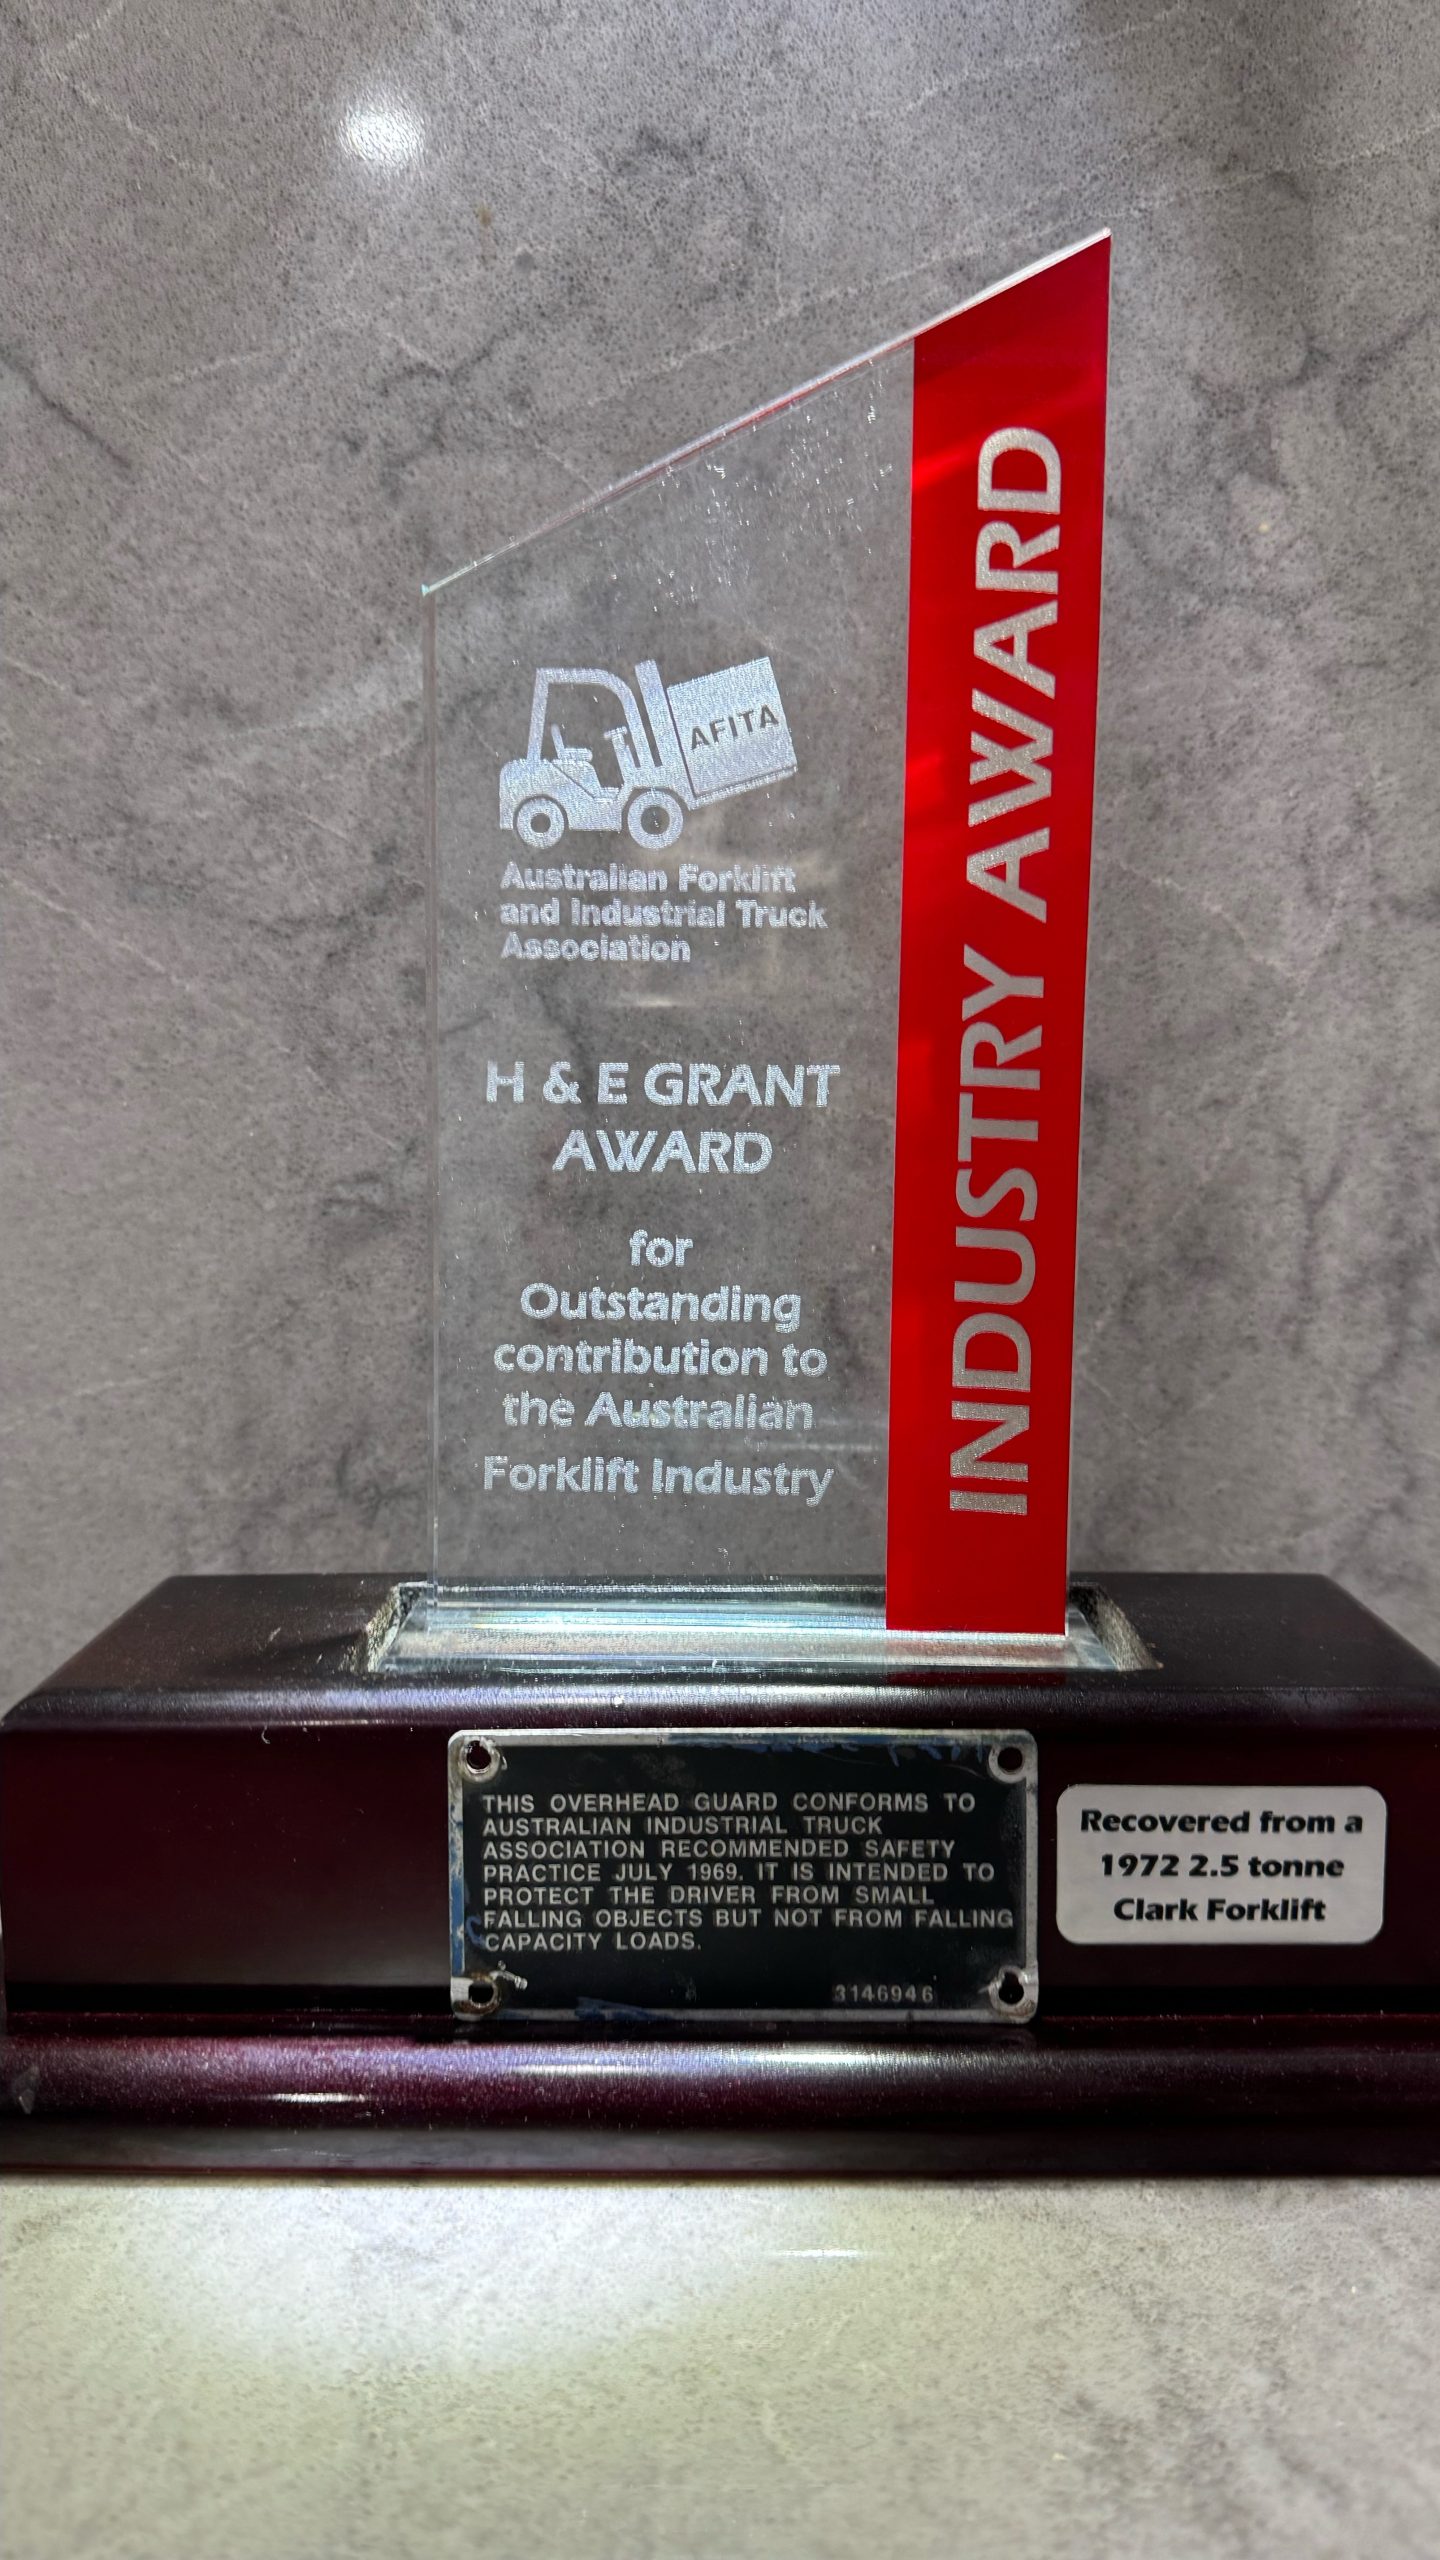 AFITA
Australian Forklift
and Industrial Truck
Association
H & E GRANT
AWARD
for
Outstanding
contribution to
the Australian
Forklift Industry
INDUSTRY AWARD
THIS OVERHEAD GUARD CONFORMS TO
AUSTRALIAN INDUSTRIAL TRUCK
ASSOCIATION RECOMMENDED SAFETY
PRACTICE JULY 1969. IT IS INTENDED TO
PROTECT THE DRIVER FROM SMALL
FALLING OBJECTS BUT NOT FROM FALLING
CAPACITY LOADS.
3146946
Recovered from a
1972 2.5 tonne
Clark Forklift